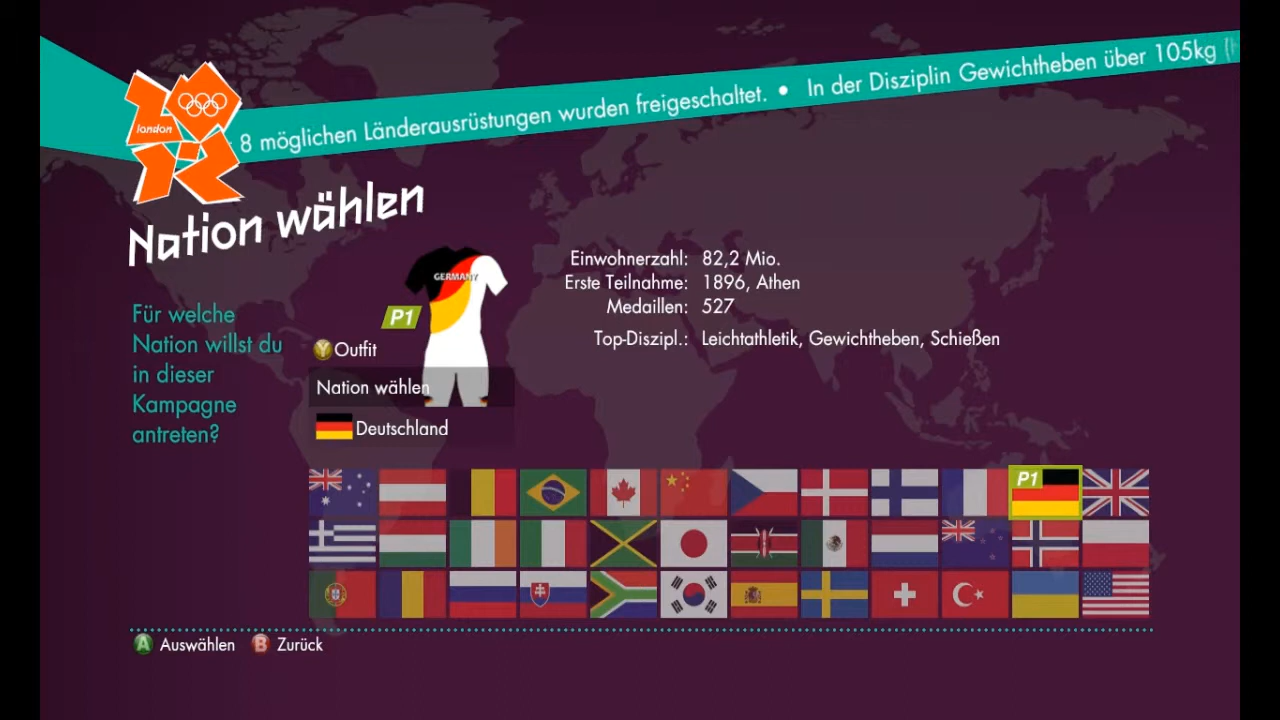 8 möglichen Länderausrüstungen wurden freigeschaltet. • In der Disziplin Gewichtheben über 105kg
london
Nation wählen
GERMANY
Einwohnerzahl: 82,2 Mio.
Erste Teilnahme: 1896, Athen
Medaillen: 527
Top-Diszipl.: Leichtathletik, Gewichtheben, Schießen
Für welche
Nation willst du
in dieser
Kampagne
antreten?
P1
Y Outfit
Nation wählen
Deutschland
P1
A Auswählen B Zurück